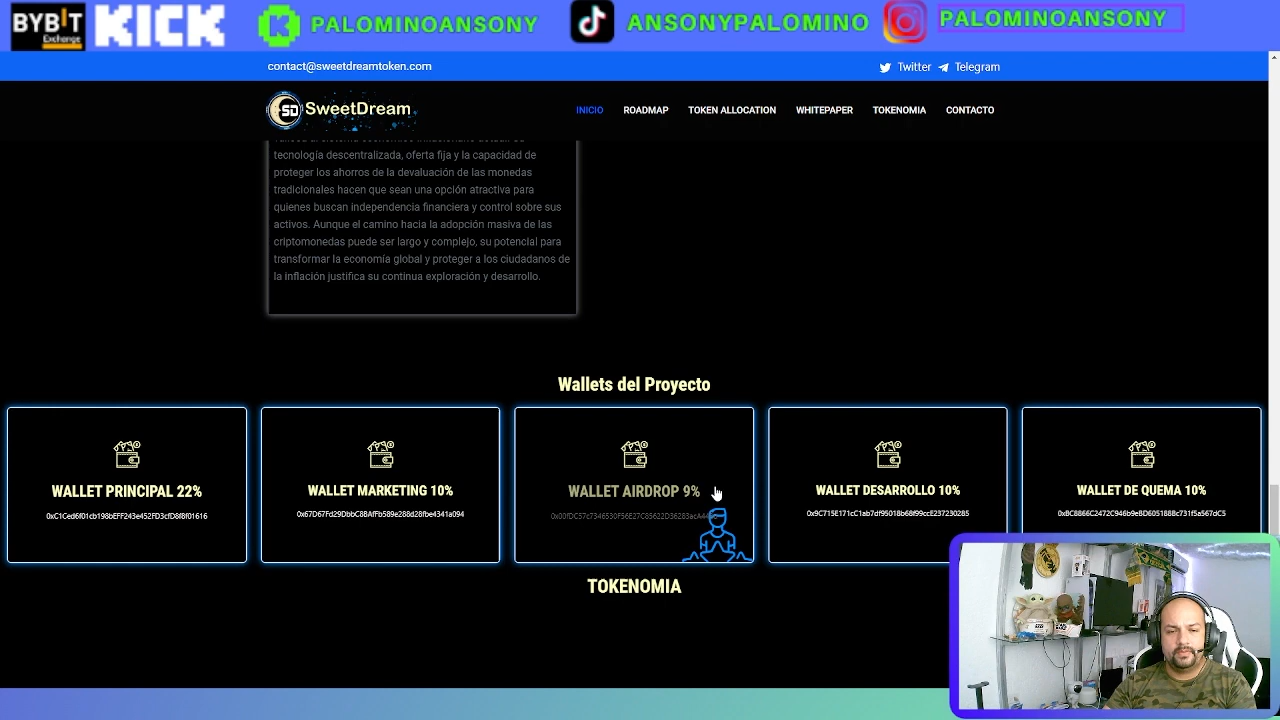 BYBIT
Exchange
KICK
PALOMINOANSONY
ANSONYPALOMINO
PALOMINOANSONY
contact@sweetdreamtoken.com
Twitter
Telegram
SD SweetDream
INICIO
ROADMAP
TOKEN ALLOCATION
WHITEPAPER
TOKENOMIA
CONTACTO
tecnología descentralizada, oferta fija y la capacidad de
proteger los ahorros de la devaluación de las monedas
tradicionales hacen que sean una opción atractiva para
quienes buscan independencia financiera y control sobre sus
activos. Aunque el camino hacia la adopción masiva de las
criptomonedas puede ser largo y complejo, su potencial para
transformar la economía global y proteger a los ciudadanos de
la inflación justifica su continua exploración y desarrollo.
Wallets del Proyecto
WALLET PRINCIPAL 22%
WALLET MARKETING 10%
WALLET AIRDROP 9%
WALLET DESARROLLO 10%
WALLET DE QUEMA 10%
TOKENOMIA